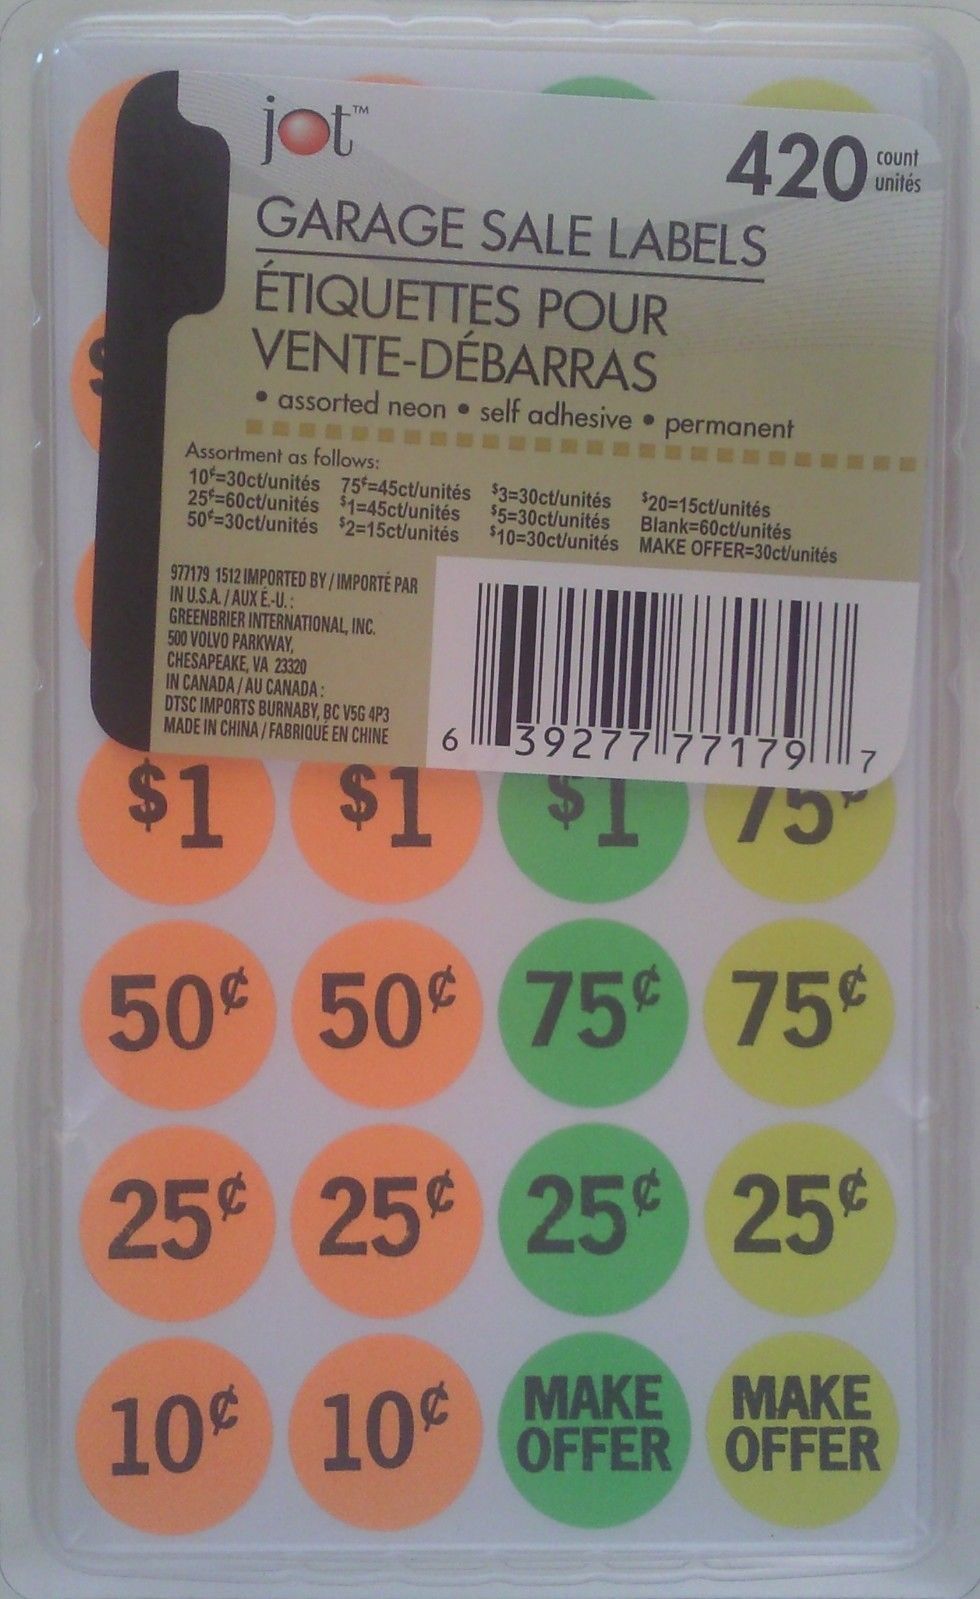 jot™
420 count
unités
GARAGE SALE LABELS
ÉTIQUETTES POUR
VENTE-DÉBARRAS
• assorted neon • self adhesive • permanent
Assortment as follows:
10¢=30ct/unités 75¢=45ct/unités $3=30ct/unités $20=15ct/unités
25¢=60ct/unités $1=45ct/unités $5=30ct/unités Blank=60ct/unités
50¢=30ct/unités $2=15ct/unités $10=30ct/unités MAKE OFFER=30ct/unités
977179 1512 IMPORTED BY / IMPORTÉ PAR
IN U.S.A. / AUX É.-U. :
GREENBRIER INTERNATIONAL, INC.
500 VOLVO PARKWAY,
CHESAPEAKE, VA 23320
IN CANADA / AU CANADA :
DTSC IMPORTS BURNABY, BC V5G 4P3
MADE IN CHINA / FABRIQUÉ EN CHINE
6 39277 77179 7
$
$1 $1 $1 75¢
50¢ 50¢ 75¢ 75¢
25¢ 25¢ 25¢ 25¢
10¢ 10¢ MAKE OFFER MAKE OFFER